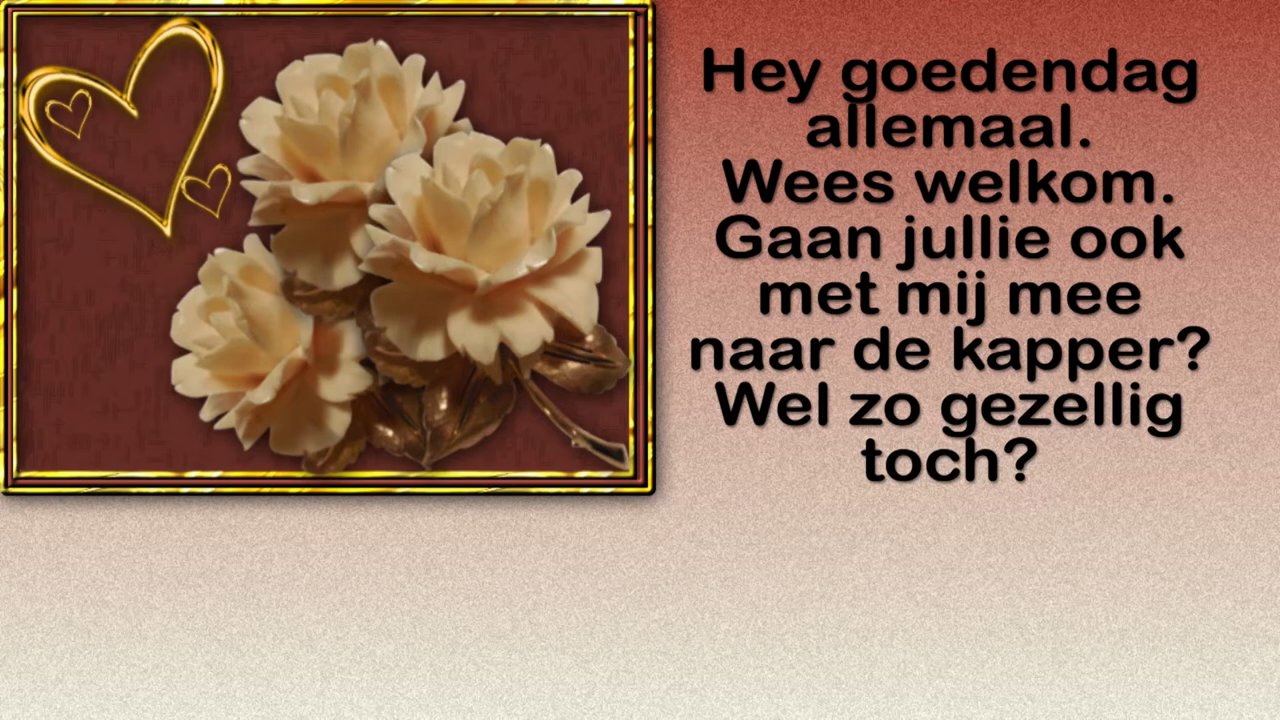 Hey goedendag
allemaal.
Wees welkom.
Gaan jullie ook
met mij mee
naar de kapper?
Wel zo gezellig
toch?